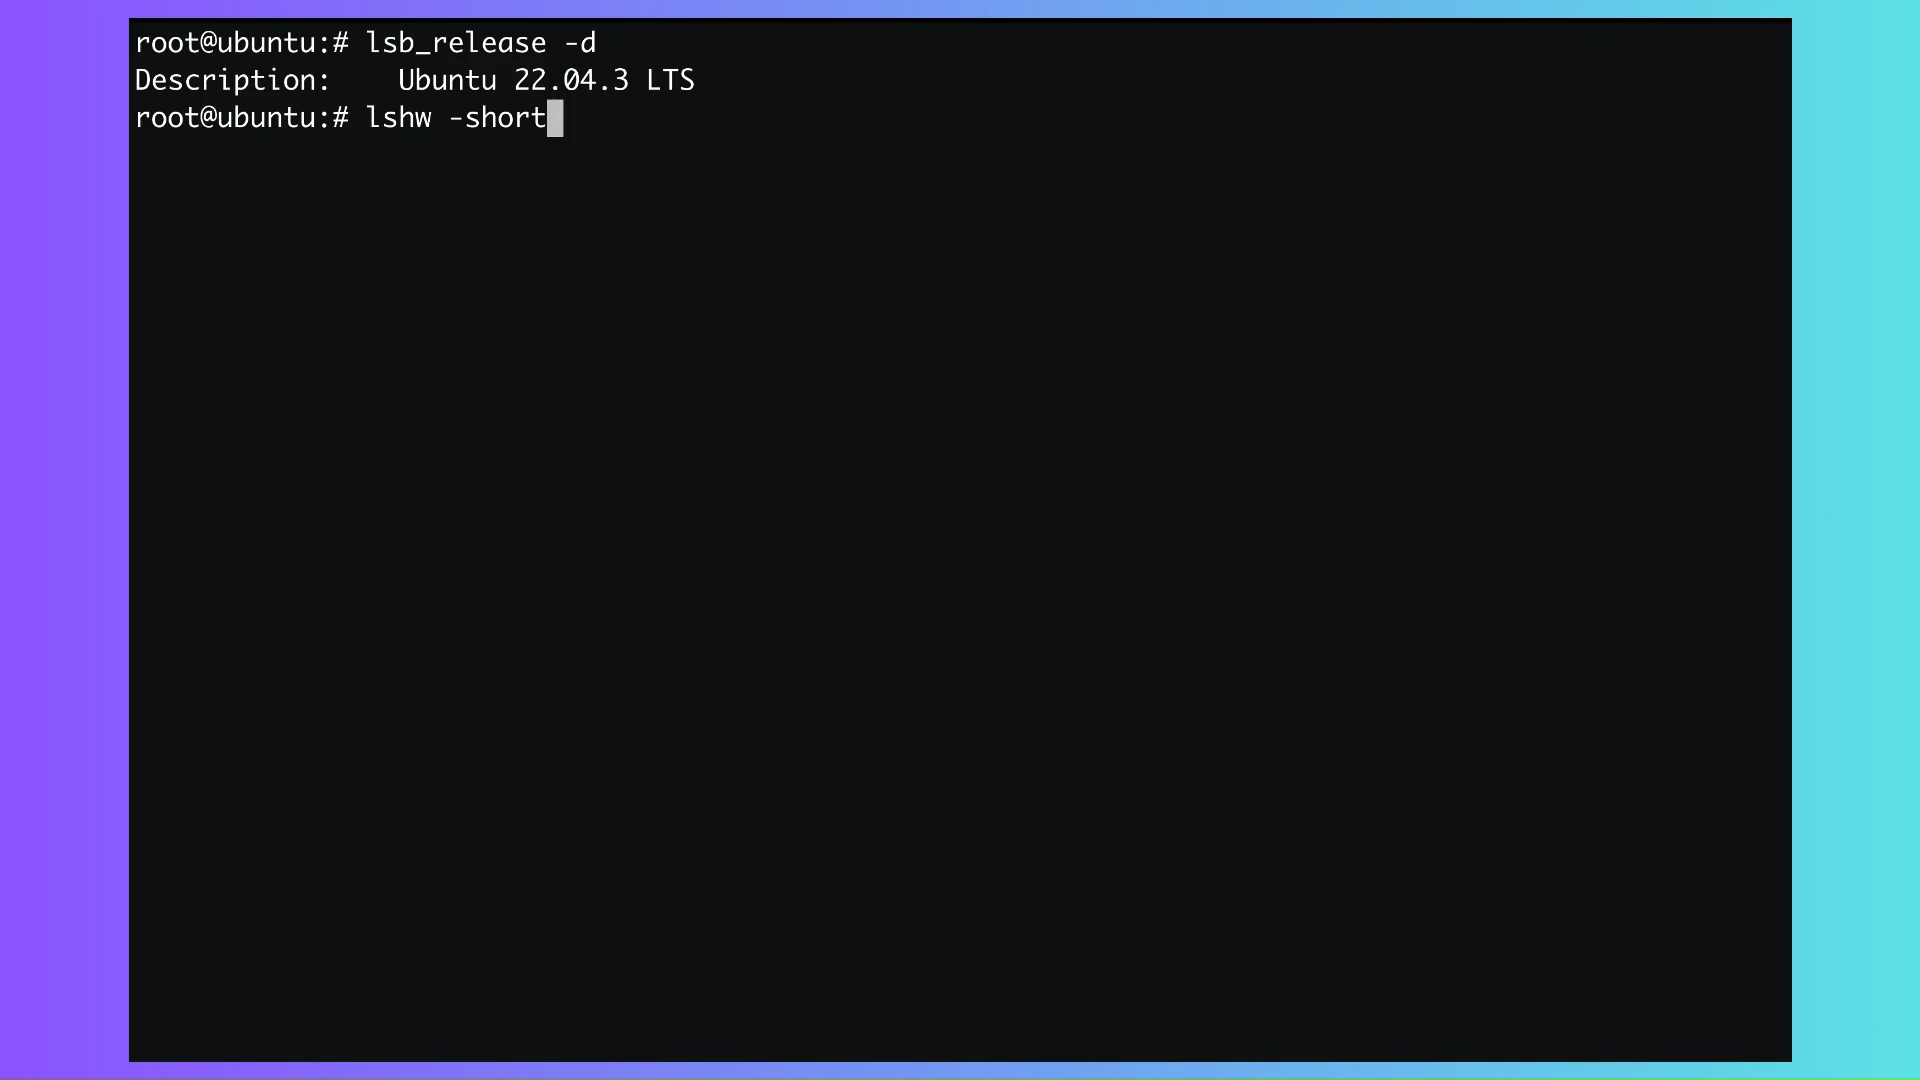 root@ubuntu:# lsb_release -d
Description:    Ubuntu 22.04.3 LTS
root@ubuntu:# lshw -short